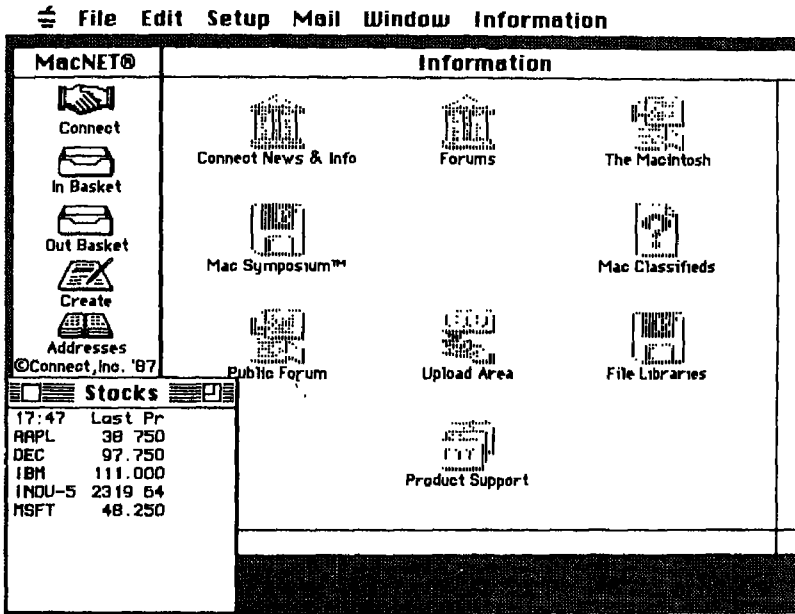 File Edit Setup Mail Window Information
MacNET®
Information
Connect
In Basket
Out Basket
Create
Addresses
©Connect,Inc. '87
Connect News & Info
Forums
The Macintosh
Mac Symposium™
Mac Classifieds
Public Forum
Upload Area
File Libraries
Product Support
Stocks
17:47 Last Pr
AAPL 38 750
DEC 97.750
IBM 111.000
INDU-5 2319 64
MSFT 48.250